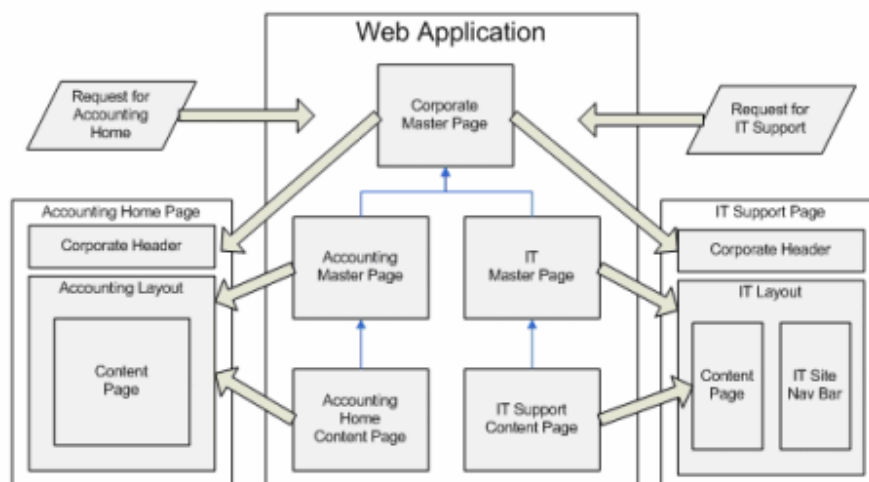 Web Application
Request for
Accounting
Home
Corporate
Master Page
Request for
IT Support
Accounting Home Page
Corporate Header
Accounting Layout
Content
Page
Accounting
Master Page
IT
Master Page
Accounting
Home
Content Page
IT Support
Content Page
IT Support Page
Corporate Header
IT Layout
Content
Page
IT Site
Nav Bar